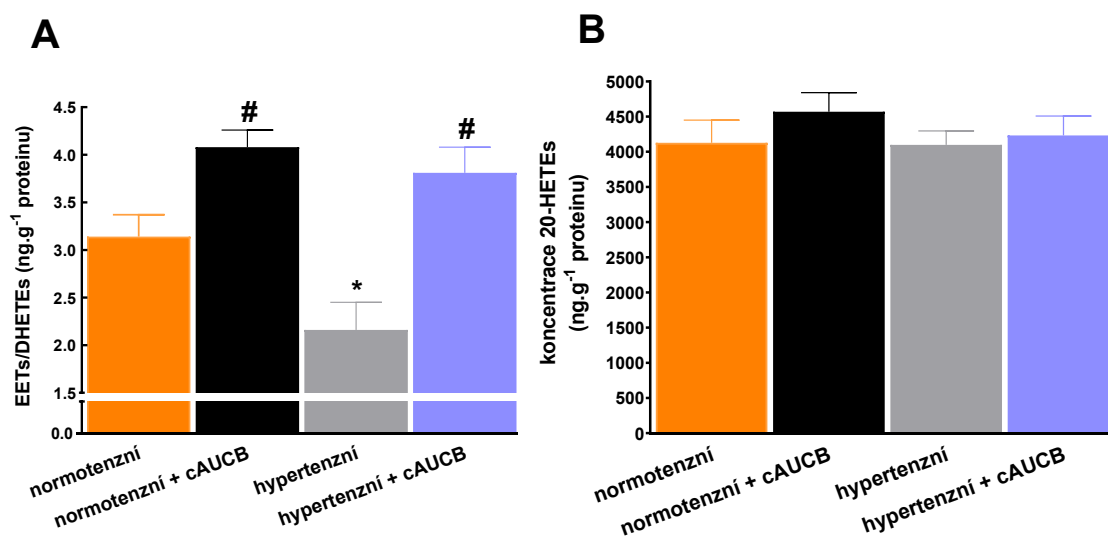 A
EETs/DHETEs (ng.g⁻¹ proteinu)
4.5
4.0
3.5
3.0
2.5
2.0
1.5
0.0
#
*
#
normotenzní
normotenzní + cAUCB
hypertenzní
hypertenzní + cAUCB
B
koncentrace 20-HETEs
(ng.g⁻¹ proteinu)
5000
4500
4000
3500
3000
2500
2000
1500
1000
500
0
normotenzní
normotenzní + cAUCB
hypertenzní
hypertenzní + cAUCB